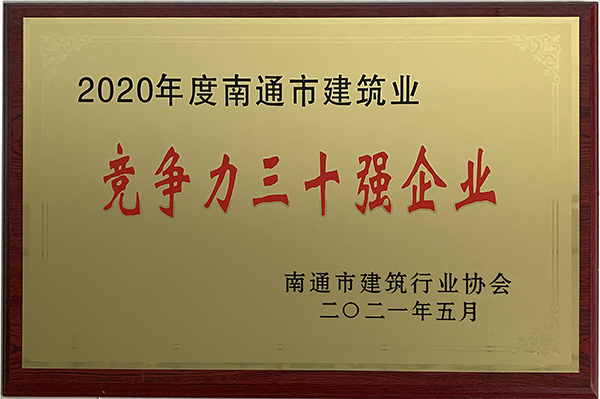 2020年度南通市建筑业
竞争力三十强企业
南通市建筑行业协会
二〇二一年五月